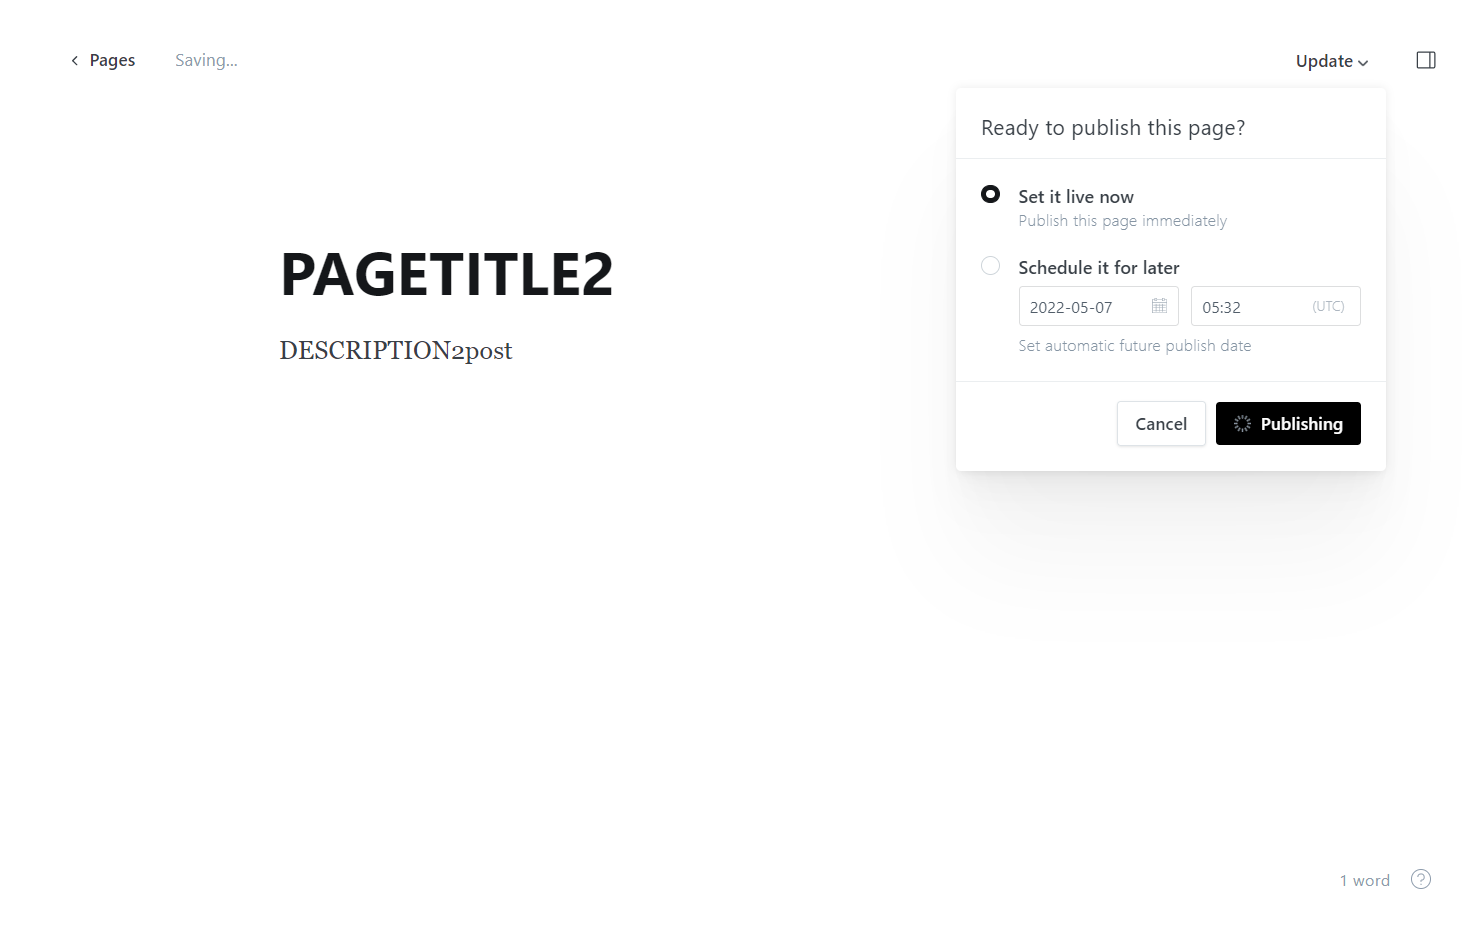 Pages Saving... Update
Ready to publish this page?
Set it live now
Publish this page immediately
Schedule it for later
2022-05-07 05:32 (UTC)
Set automatic future publish date
Cancel Publishing
PAGETITLE2
DESCRIPTION2post
1 word ?